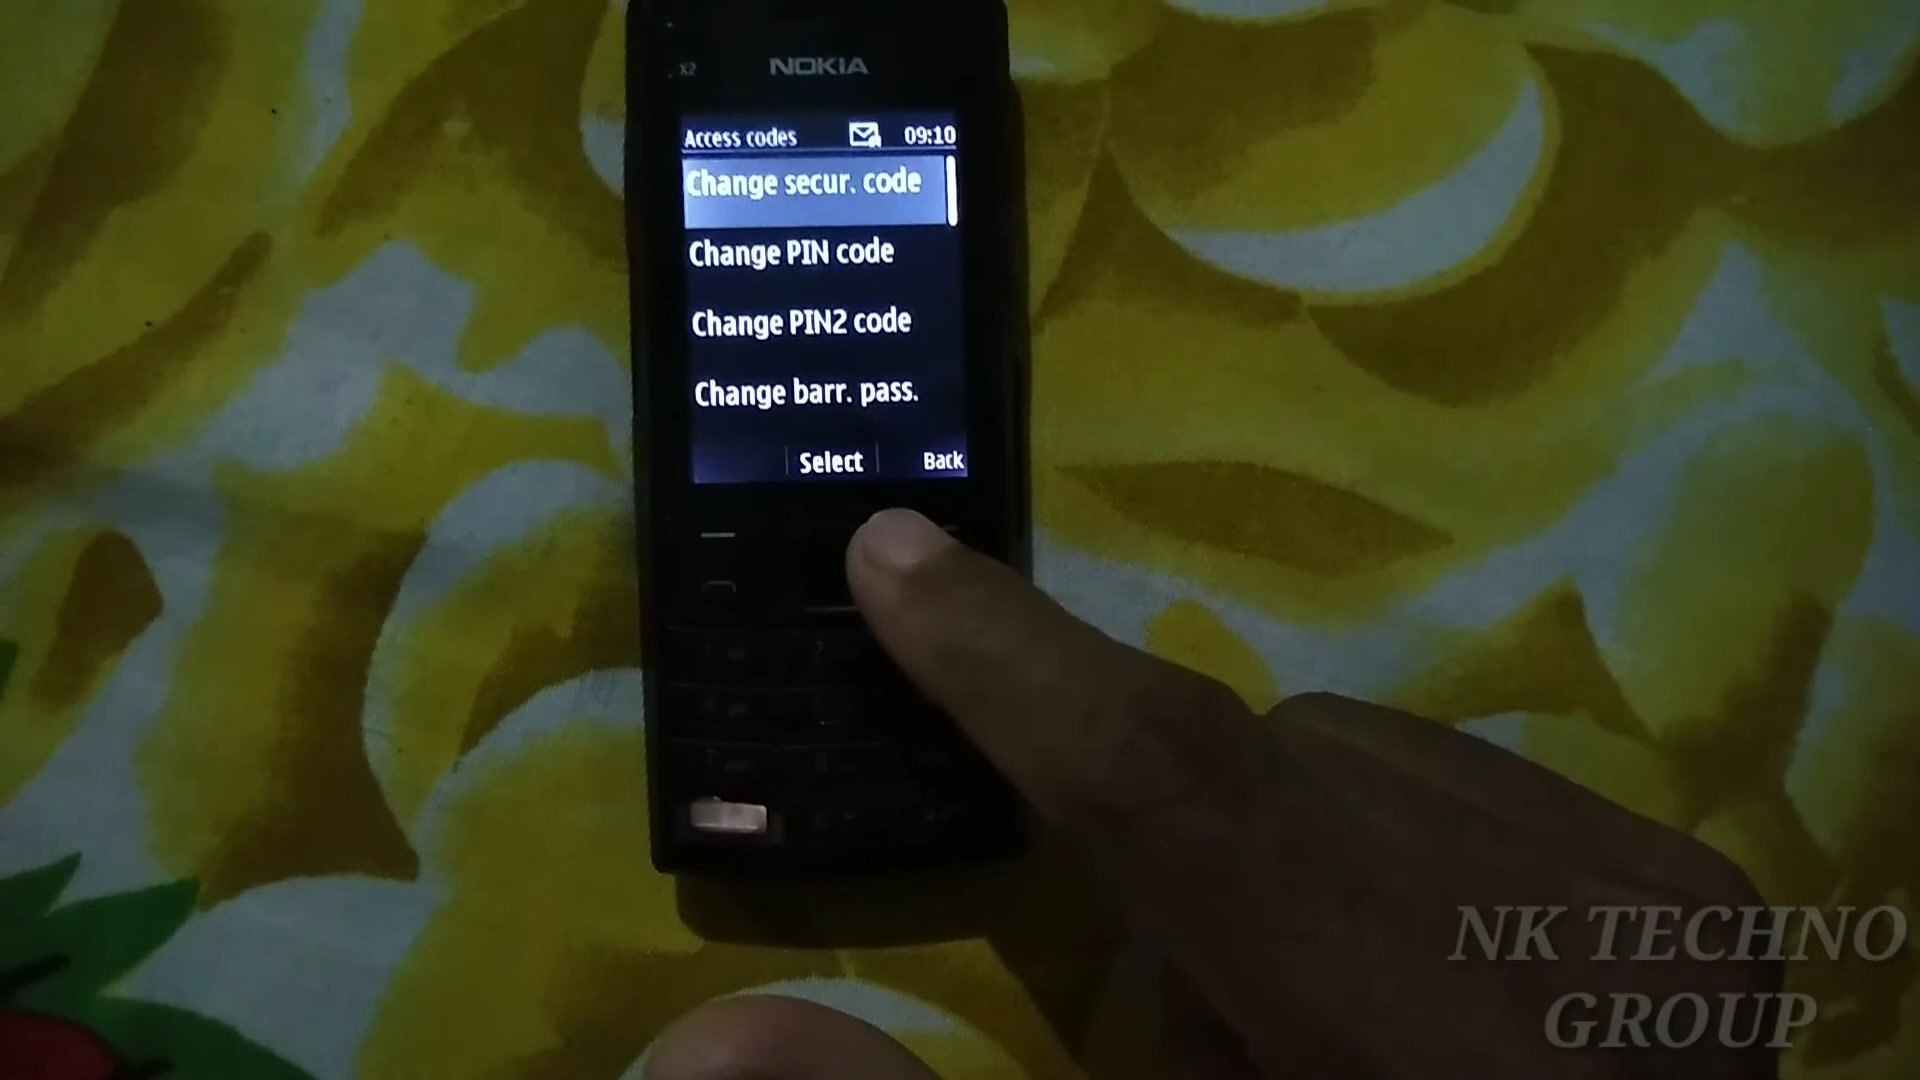 X2 NOKIA
Access codes 09:10
Change secur. code
Change PIN code
Change PIN2 code
Change barr. pass.
Select Back
NK TECHNO
GROUP